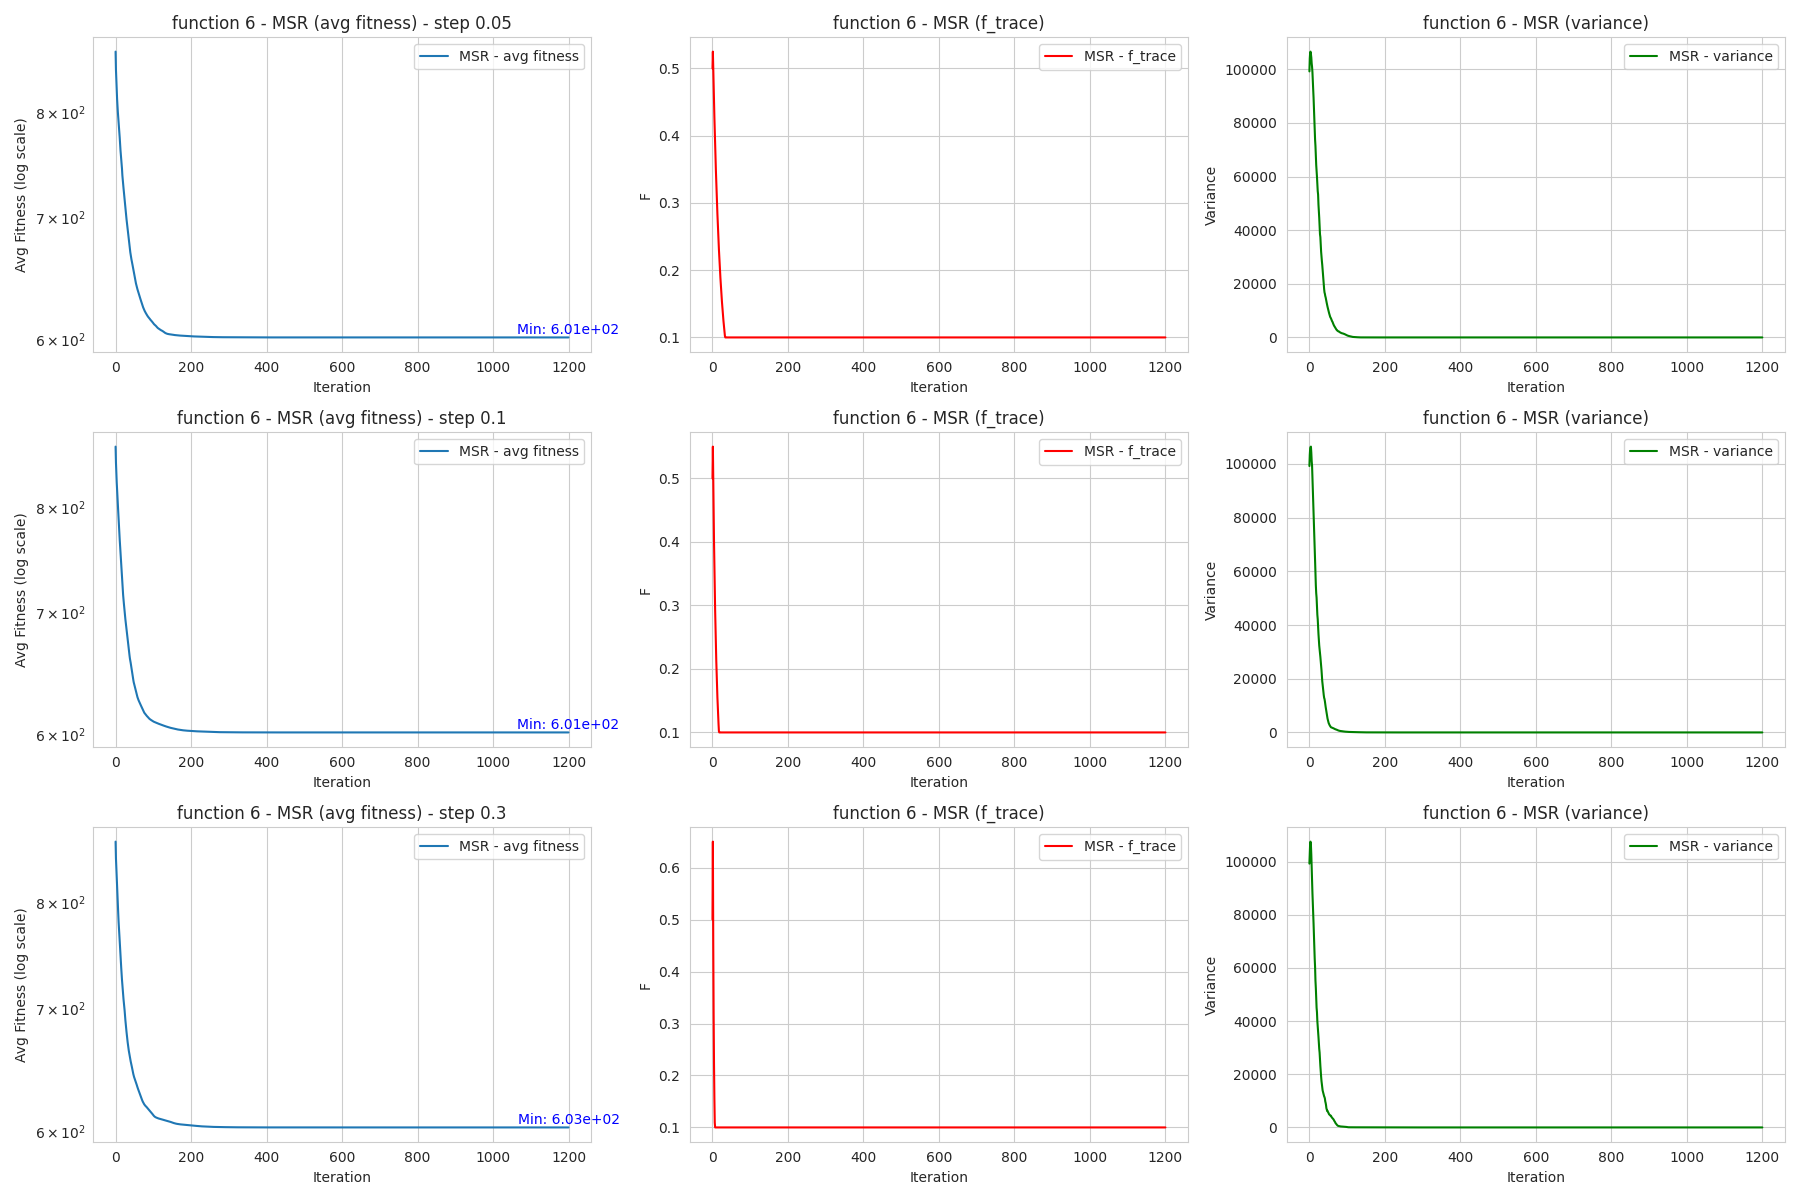 function 6 - MSR (avg fitness) - step 0.05
MSR - avg fitness
Avg Fitness (log scale)
8 × 10²
7 × 10²
6 × 10²
Min: 6.01e+02
0 200 400 600 800 1000 1200
Iteration
function 6 - MSR (f_trace)
MSR - f_trace
F
0.5
0.4
0.3
0.2
0.1
0 200 400 600 800 1000 1200
Iteration
function 6 - MSR (variance)
MSR - variance
Variance
100000
80000
60000
40000
20000
0
0 200 400 600 800 1000 1200
Iteration
function 6 - MSR (avg fitness) - step 0.1
MSR - avg fitness
Avg Fitness (log scale)
8 × 10²
7 × 10²
6 × 10²
Min: 6.01e+02
0 200 400 600 800 1000 1200
Iteration
function 6 - MSR (f_trace)
MSR - f_trace
F
0.5
0.4
0.3
0.2
0.1
0 200 400 600 800 1000 1200
Iteration
function 6 - MSR (variance)
MSR - variance
Variance
100000
80000
60000
40000
20000
0
0 200 400 600 800 1000 1200
Iteration
function 6 - MSR (avg fitness) - step 0.3
MSR - avg fitness
Avg Fitness (log scale)
8 × 10²
7 × 10²
6 × 10²
Min: 6.03e+02
0 200 400 600 800 1000 1200
Iteration
function 6 - MSR (f_trace)
MSR - f_trace
F
0.6
0.5
0.4
0.3
0.2
0.1
0 200 400 600 800 1000 1200
Iteration
function 6 - MSR (variance)
MSR - variance
Variance
100000
80000
60000
40000
20000
0
0 200 400 600 800 1000 1200
Iteration